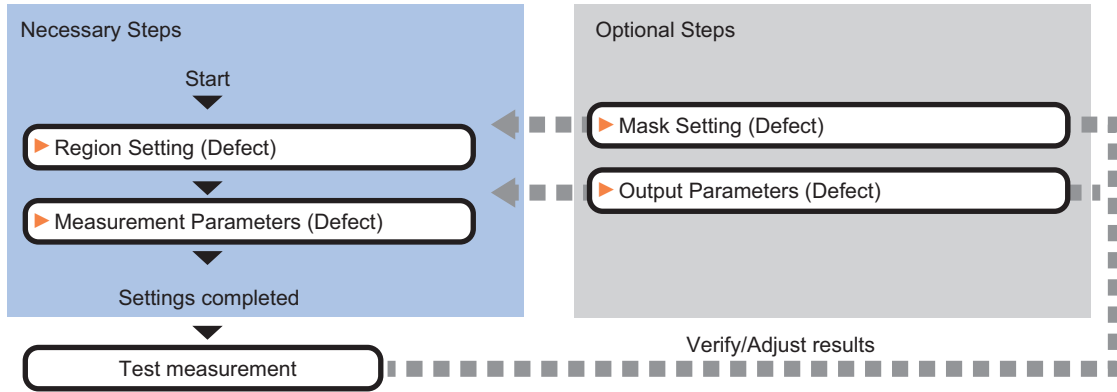 Necessary Steps
Start
Region Setting (Defect)
Measurement Parameters (Defect)
Settings completed
Test measurement
Optional Steps
Mask Setting (Defect)
Output Parameters (Defect)
Verify/Adjust results